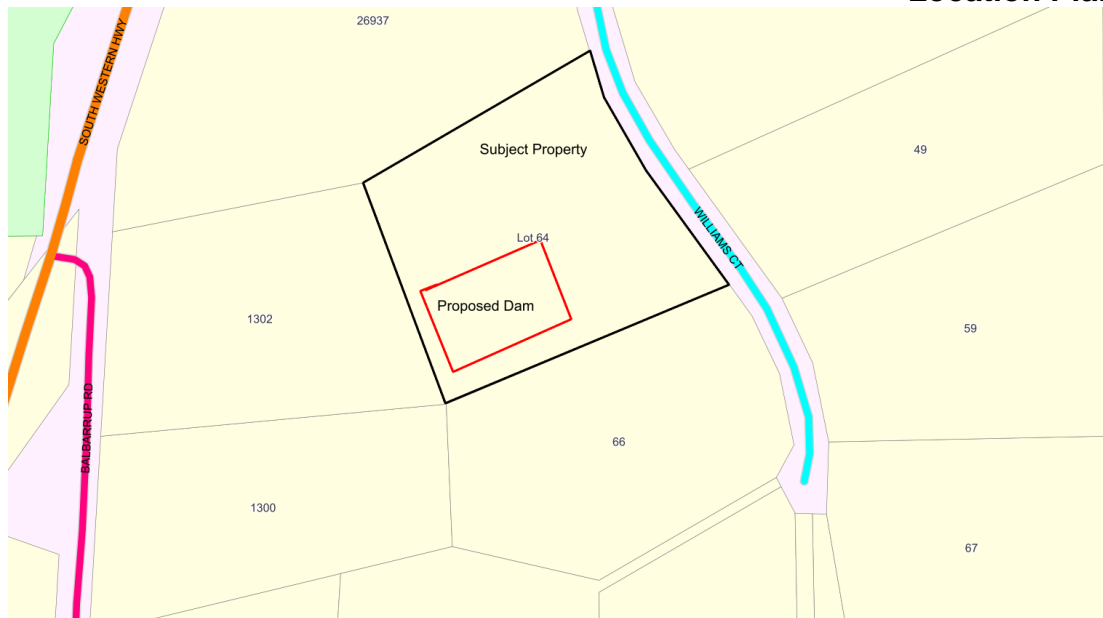 26937
SOUTH WESTERN HWY
Subject Property
49
WILLIAMS CT
Lot 64
Proposed Dam
1302
59
BALBARRUP RD
66
1300
67